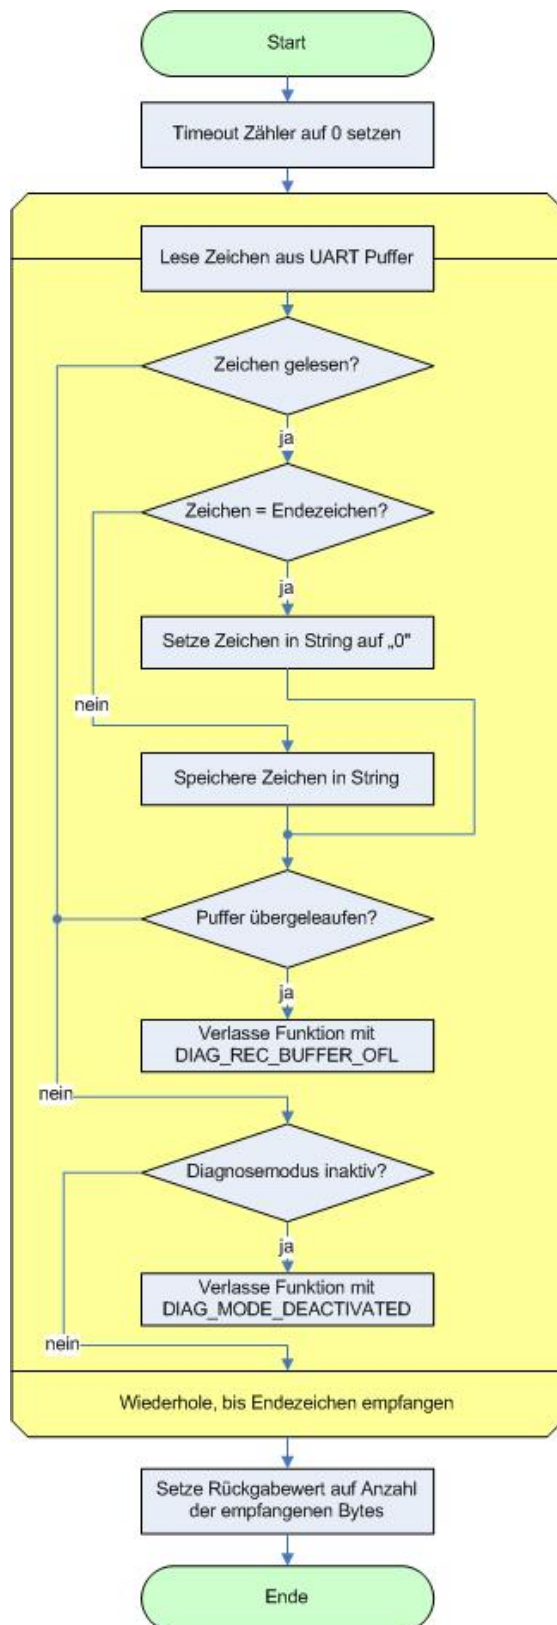 Start
Timeout Zähler auf 0 setzen
Lese Zeichen aus UART Puffer
Zeichen gelesen?
ja
Zeichen = Endezeichen?
ja
Setze Zeichen in String auf „0"
nein
Speichere Zeichen in String
Puffer übergeleaufen?
ja
Verlasse Funktion mit
DIAG_REC_BUFFER_OFL
nein
Diagnosemodus inaktiv?
ja
Verlasse Funktion mit
DIAG_MODE_DEACTIVATED
nein
Wiederhole, bis Endezeichen empfangen
Setze Rückgabewert auf Anzahl
der empfangenen Bytes
Ende